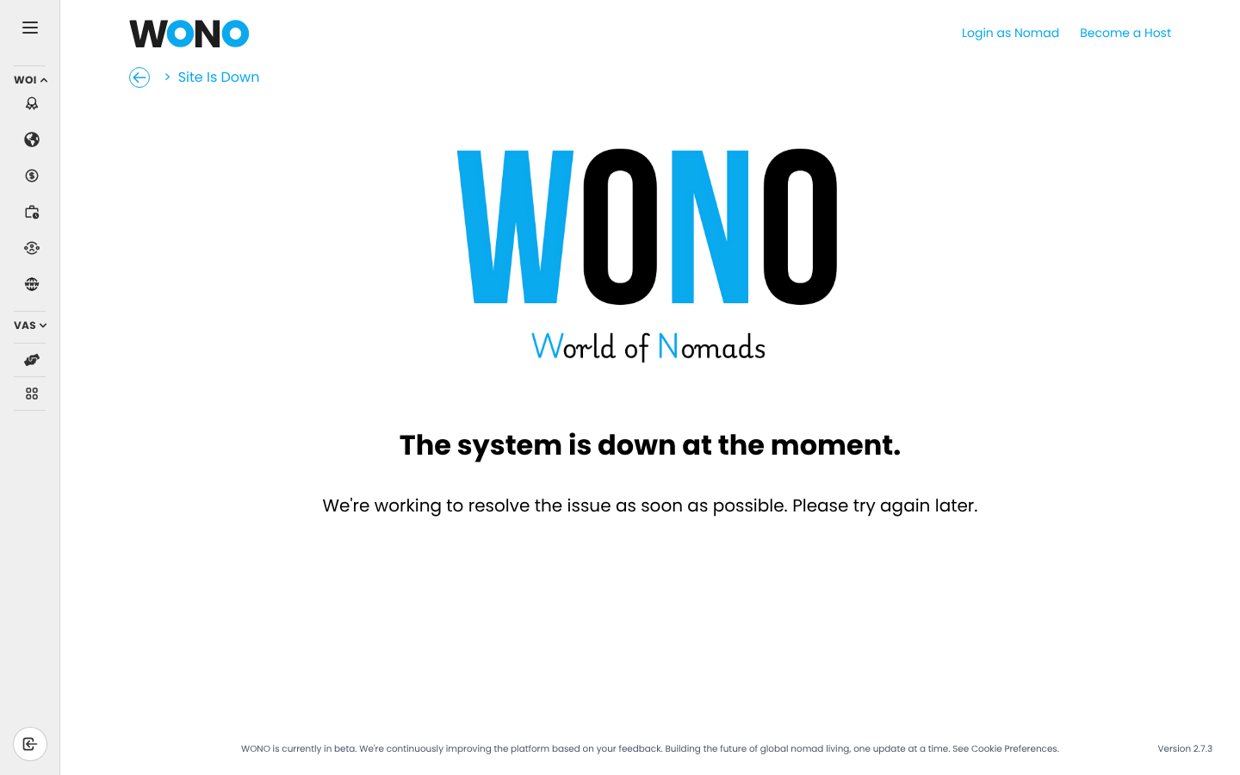 WONO
Login as Nomad
Become a Host
WOI
> Site Is Down
WONO
World of Nomads
VAS
The system is down at the moment.
We're working to resolve the issue as soon as possible. Please try again later.
WONO is currently in beta. We're continuously improving the platform based on your feedback. Building the future of global nomad living, one update at a time. See Cookie Preferences.
Version 2.7.3